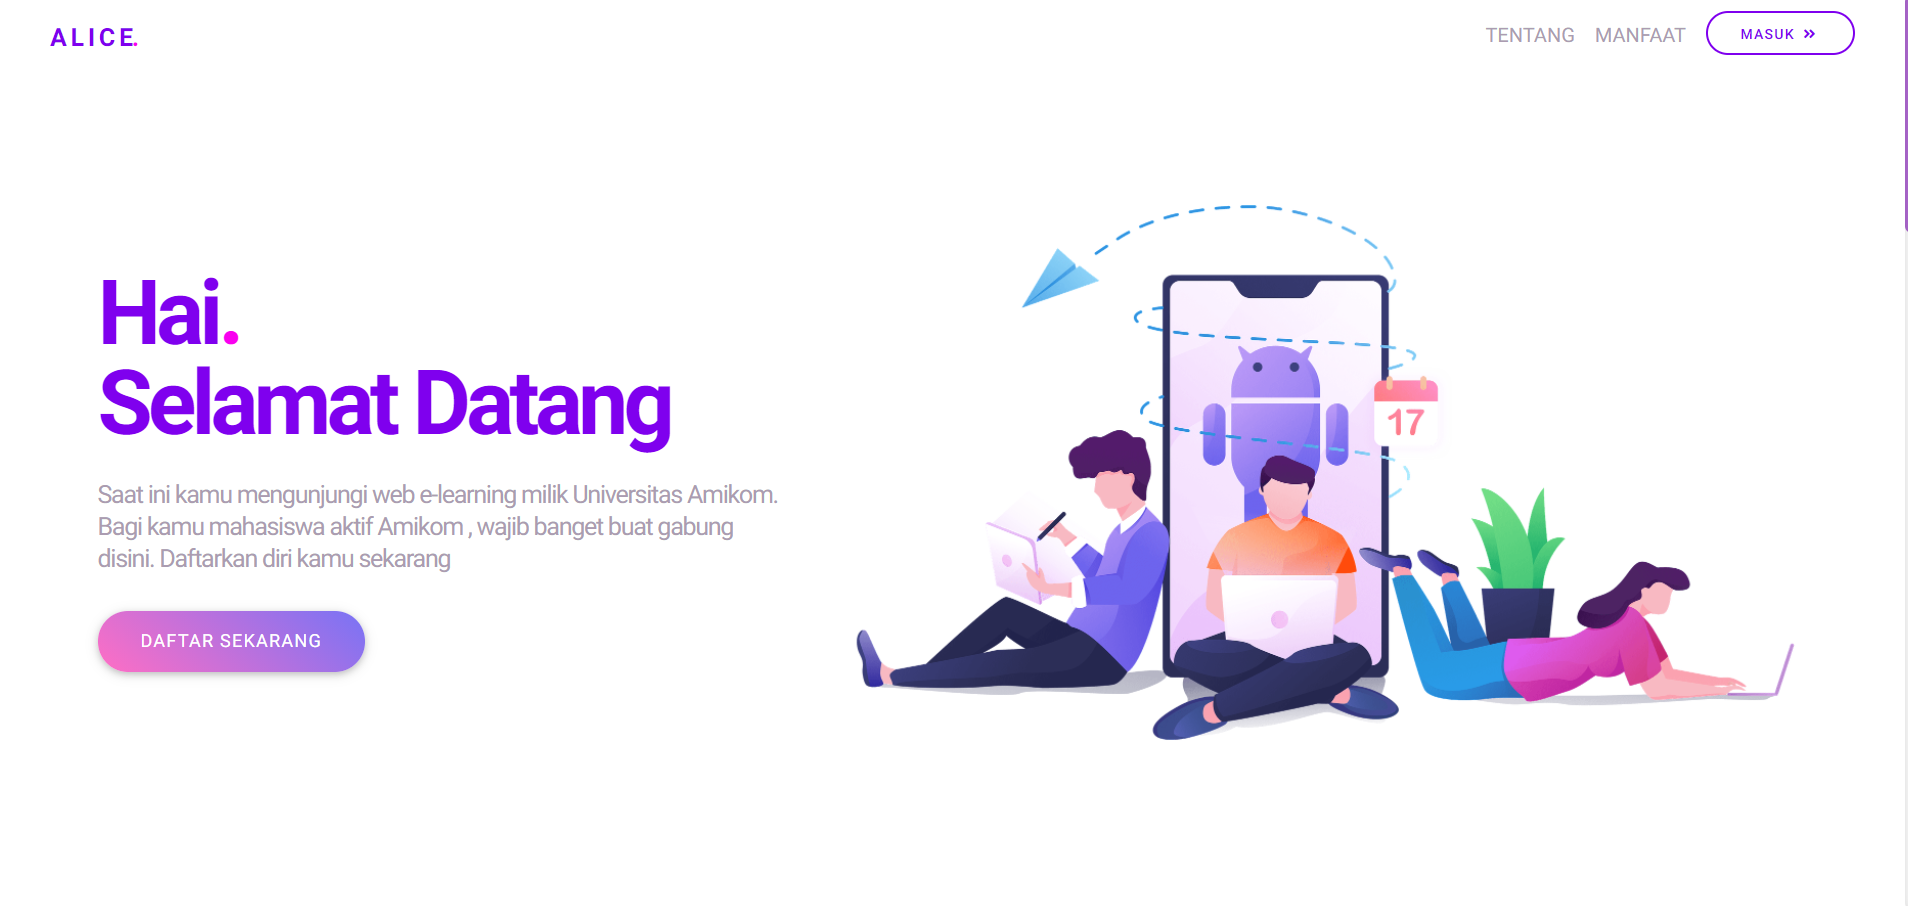 ALICE.
TENTANG
MANFAAT
MASUK »
Hai.
Selamat Datang
Saat ini kamu mengunjungi web e-learning milik Universitas Amikom.
Bagi kamu mahasiswa aktif Amikom , wajib banget buat gabung
disini. Daftarkan diri kamu sekarang
DAFTAR SEKARANG
17